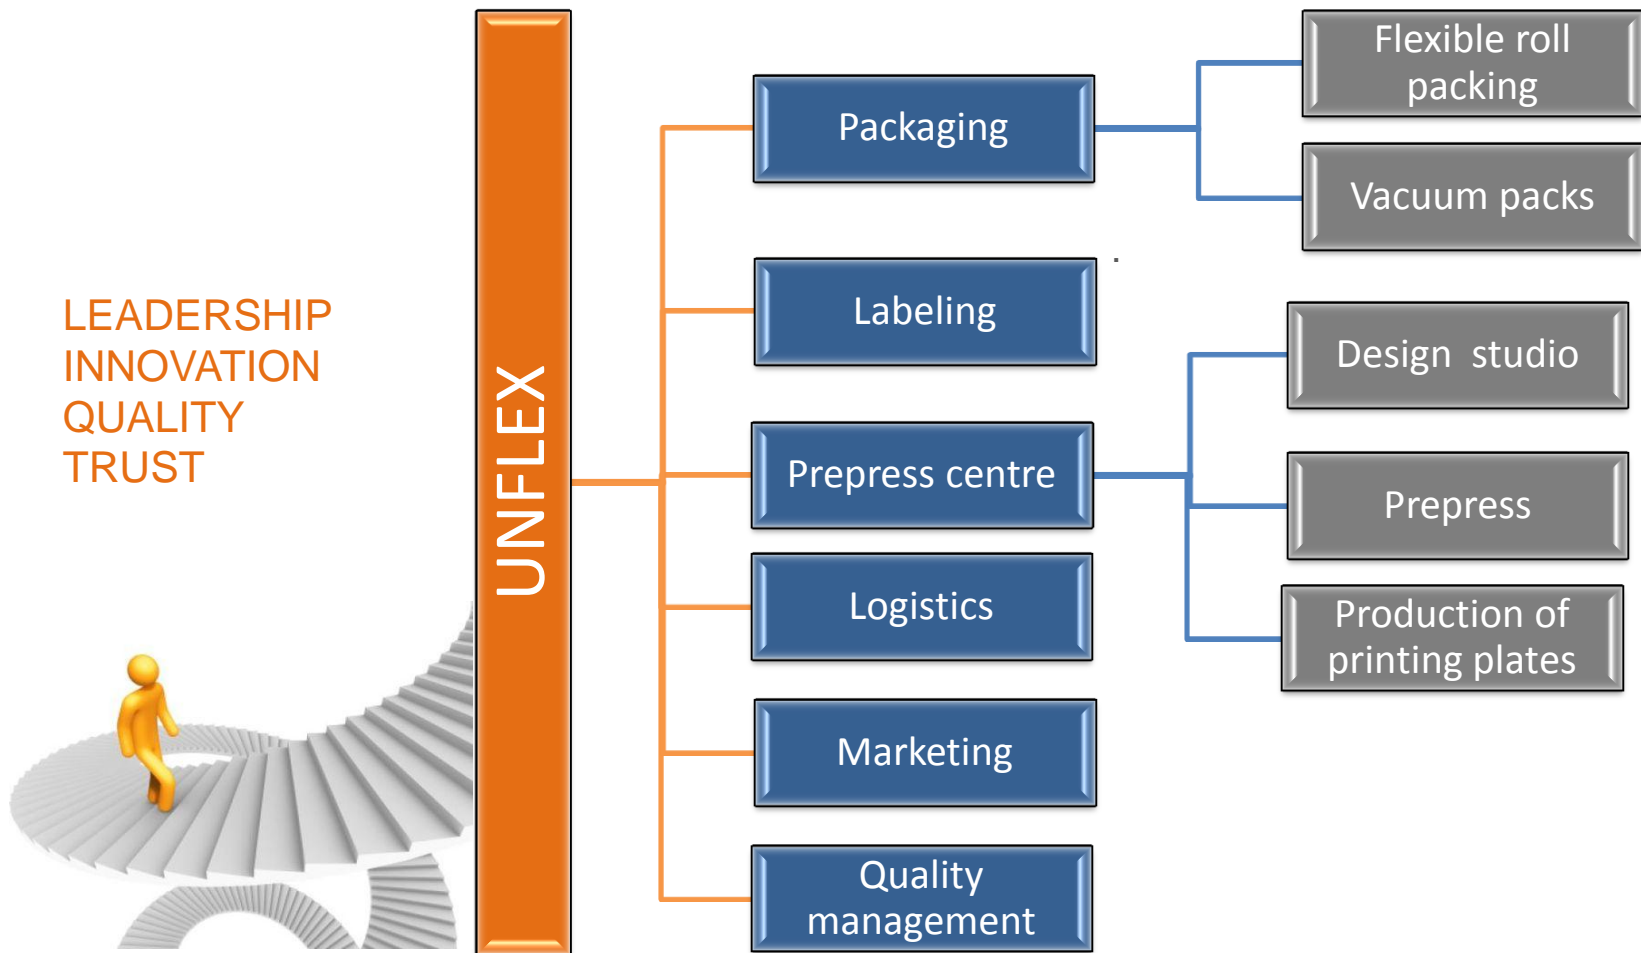 LEADERSHIP
INNOVATION
QUALITY
TRUST
UNFLEX
Packaging
Flexible roll
packing
Vacuum packs
.
Labeling
Prepress centre
Design studio
Prepress
Production of
printing plates
Logistics
Marketing
Quality
management